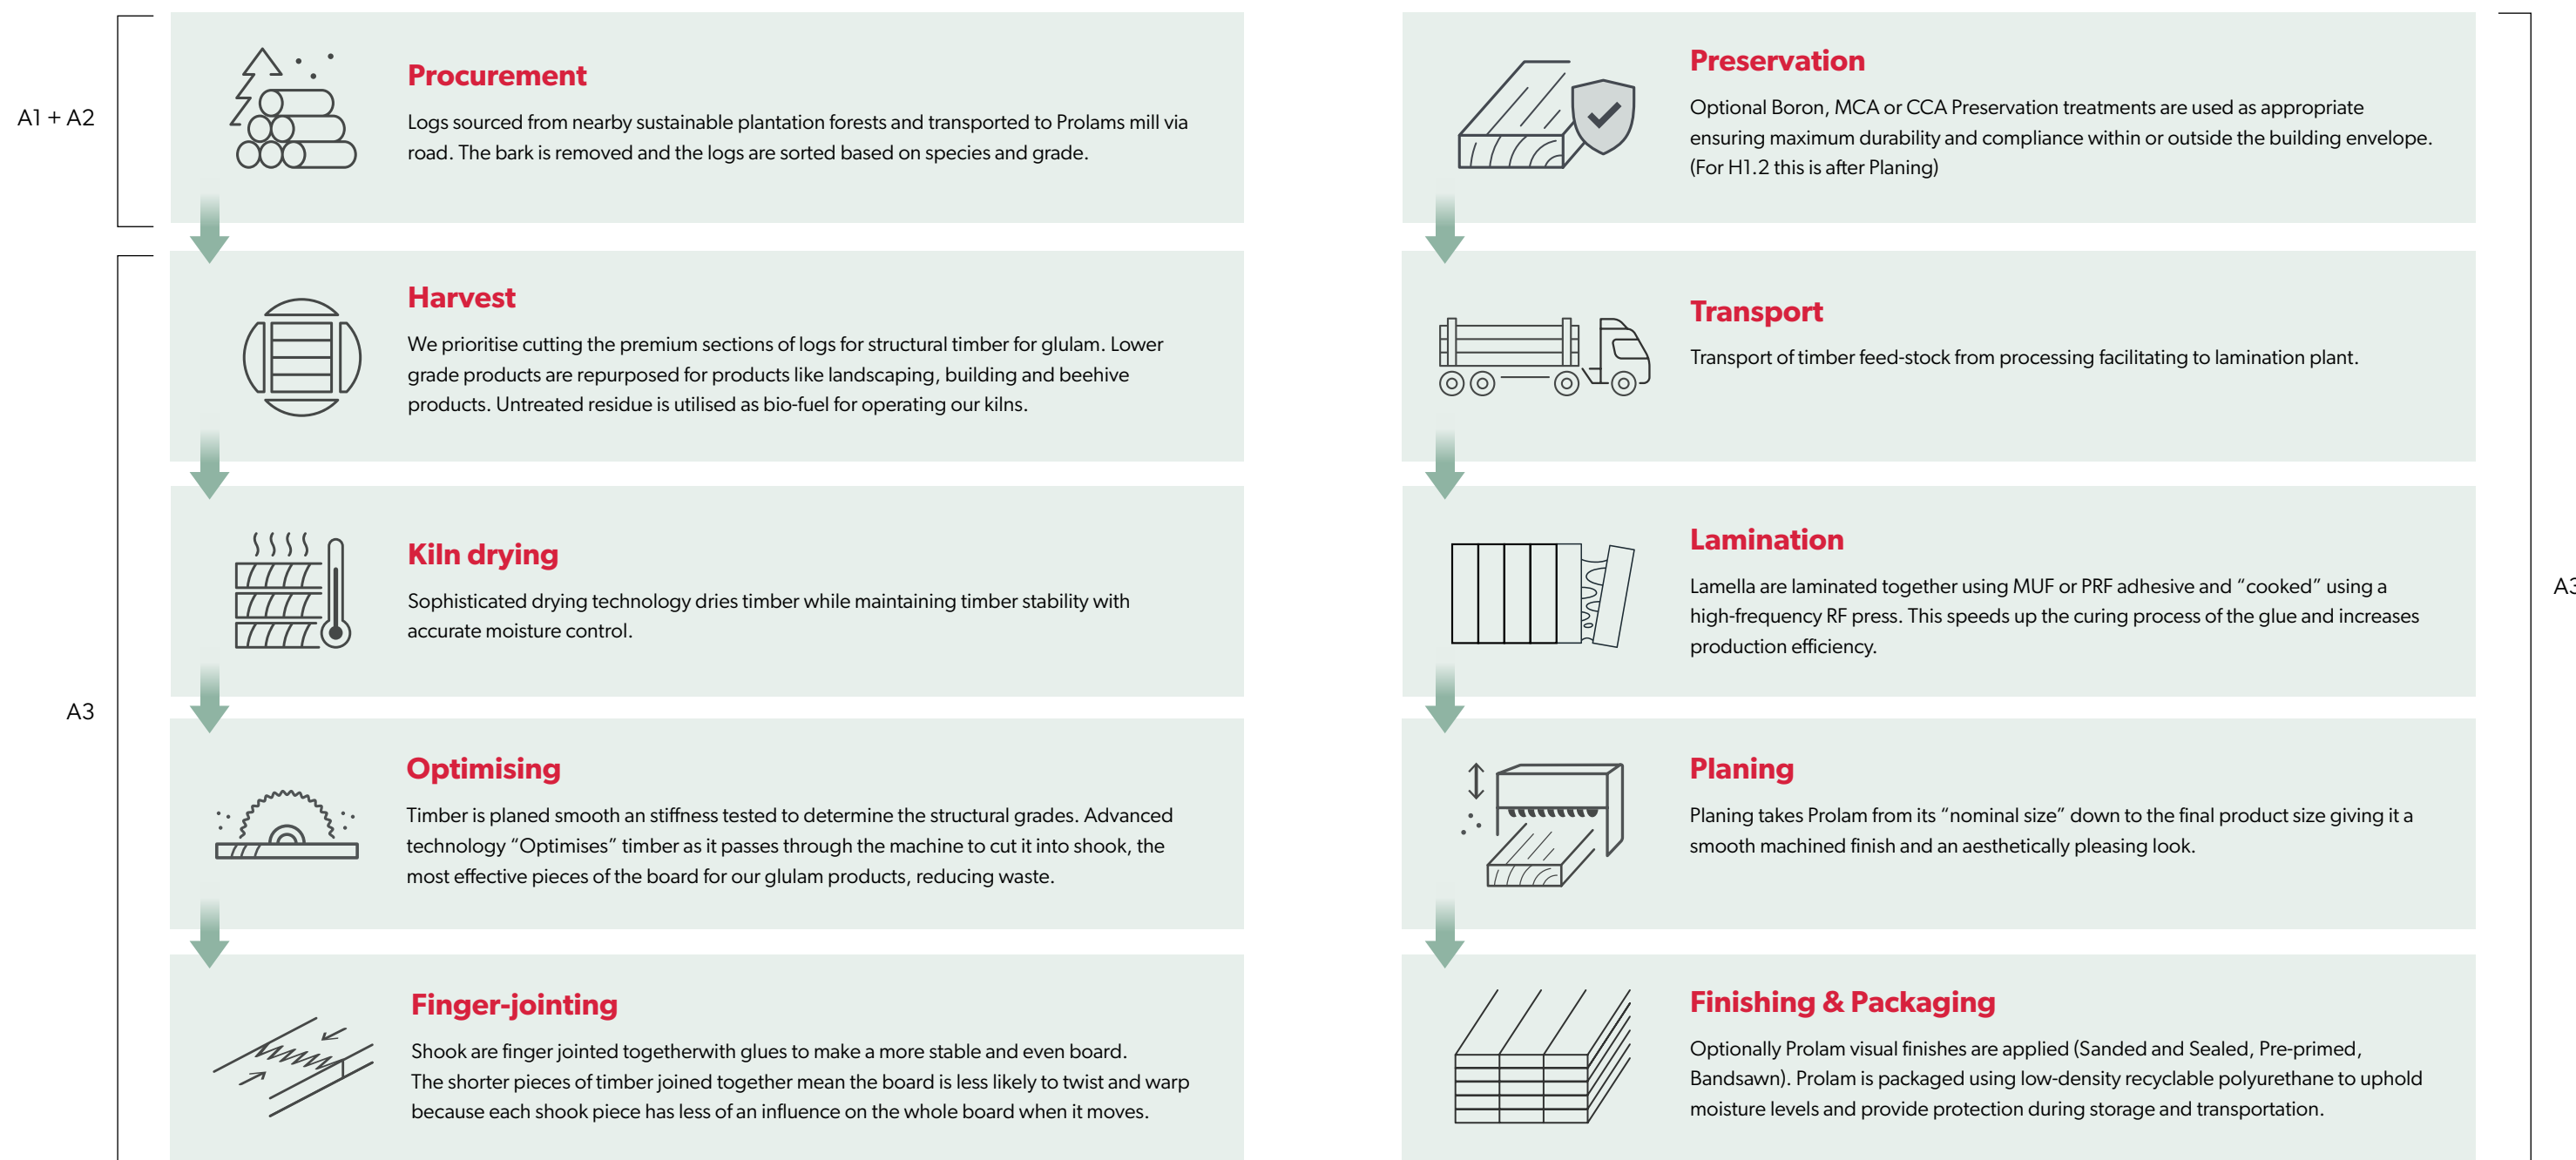 A1 + A2
Procurement
Logs sourced from nearby sustainable plantation forests and transported to Prolams mill via
road. The bark is removed and the logs are sorted based on species and grade.
A3
Harvest
We prioritise cutting the premium sections of logs for structural timber for glulam. Lower
grade products are repurposed for products like landscaping, building and beehive
products. Untreated residue is utilised as bio-fuel for operating our kilns.
Kiln drying
Sophisticated drying technology dries timber while maintaining timber stability with
accurate moisture control.
Optimising
Timber is planed smooth an stiffness tested to determine the structural grades. Advanced
technology “Optimises” timber as it passes through the machine to cut it into shook, the
most effective pieces of the board for our glulam products, reducing waste.
Finger-jointing
Shook are finger jointed togetherwith glues to make a more stable and even board.
The shorter pieces of timber joined together mean the board is less likely to twist and warp
because each shook piece has less of an influence on the whole board when it moves.
Preservation
Optional Boron, MCA or CCA Preservation treatments are used as appropriate
ensuring maximum durability and compliance within or outside the building envelope.
(For H1.2 this is after Planing)
Transport
Transport of timber feed-stock from processing facilitating to lamination plant.
Lamination
Lamella are laminated together using MUF or PRF adhesive and “cooked” using a
high-frequency RF press. This speeds up the curing process of the glue and increases
production efficiency.
Planing
Planing takes Prolam from its “nominal size” down to the final product size giving it a
smooth machined finish and an aesthetically pleasing look.
Finishing & Packaging
Optionally Prolam visual finishes are applied (Sanded and Sealed, Pre-primed,
Bandsawn). Prolam is packaged using low-density recyclable polyurethane to uphold
moisture levels and provide protection during storage and transportation.
A3